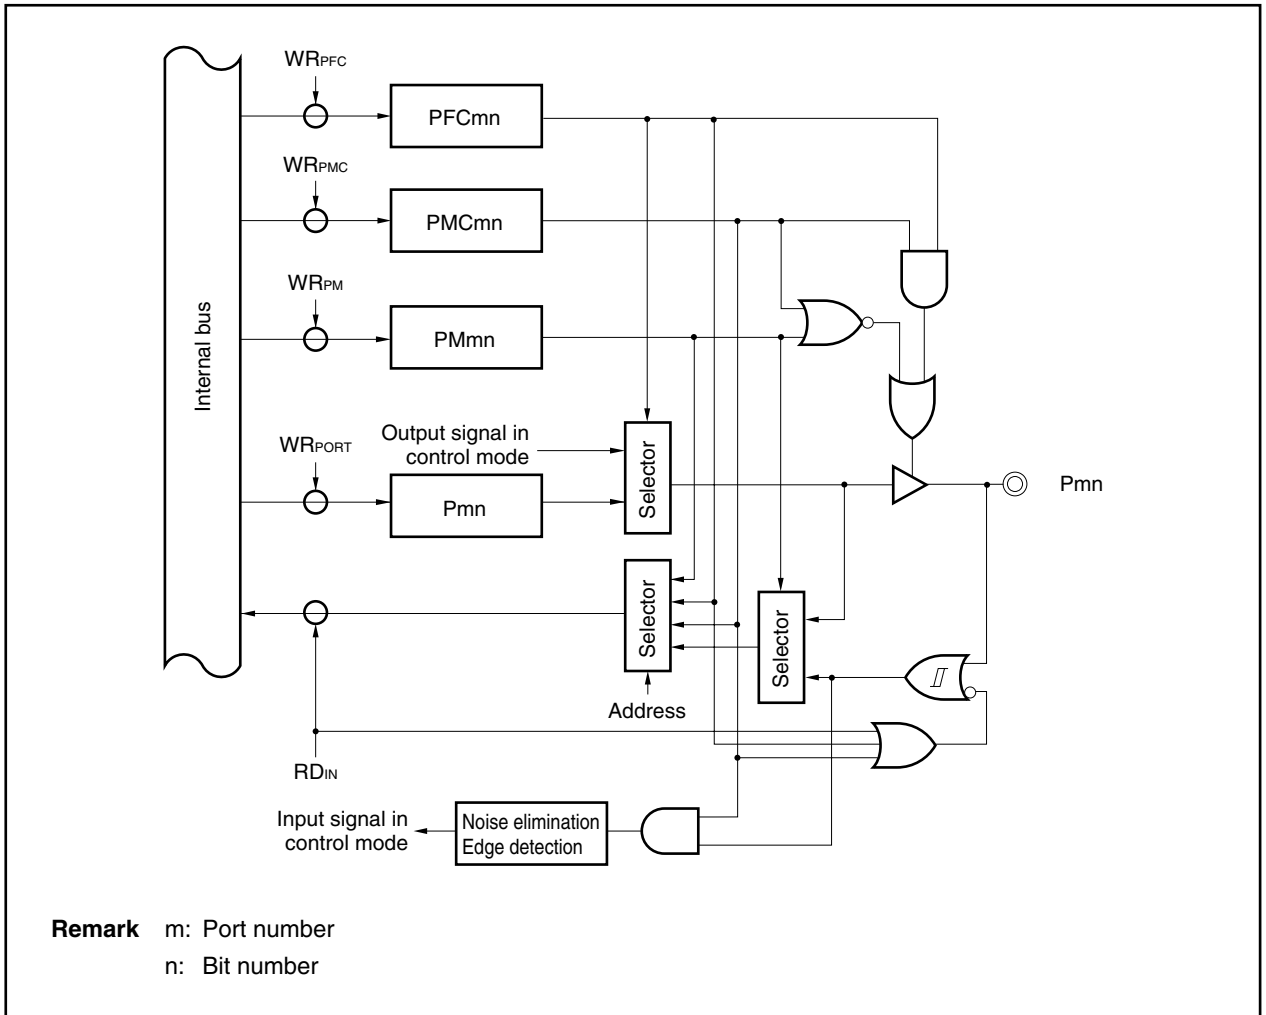 WRPFC
PFCmn
WRPMC
PMCmn
WRPM
PMmn
Internal bus
Output signal in
control mode
WRPORT
Pmn
Selector
Pmn
Selector
Selector
Address
RDIN
Input signal in
control mode
Noise elimination
Edge detection
Remark m: Port number
n: Bit number